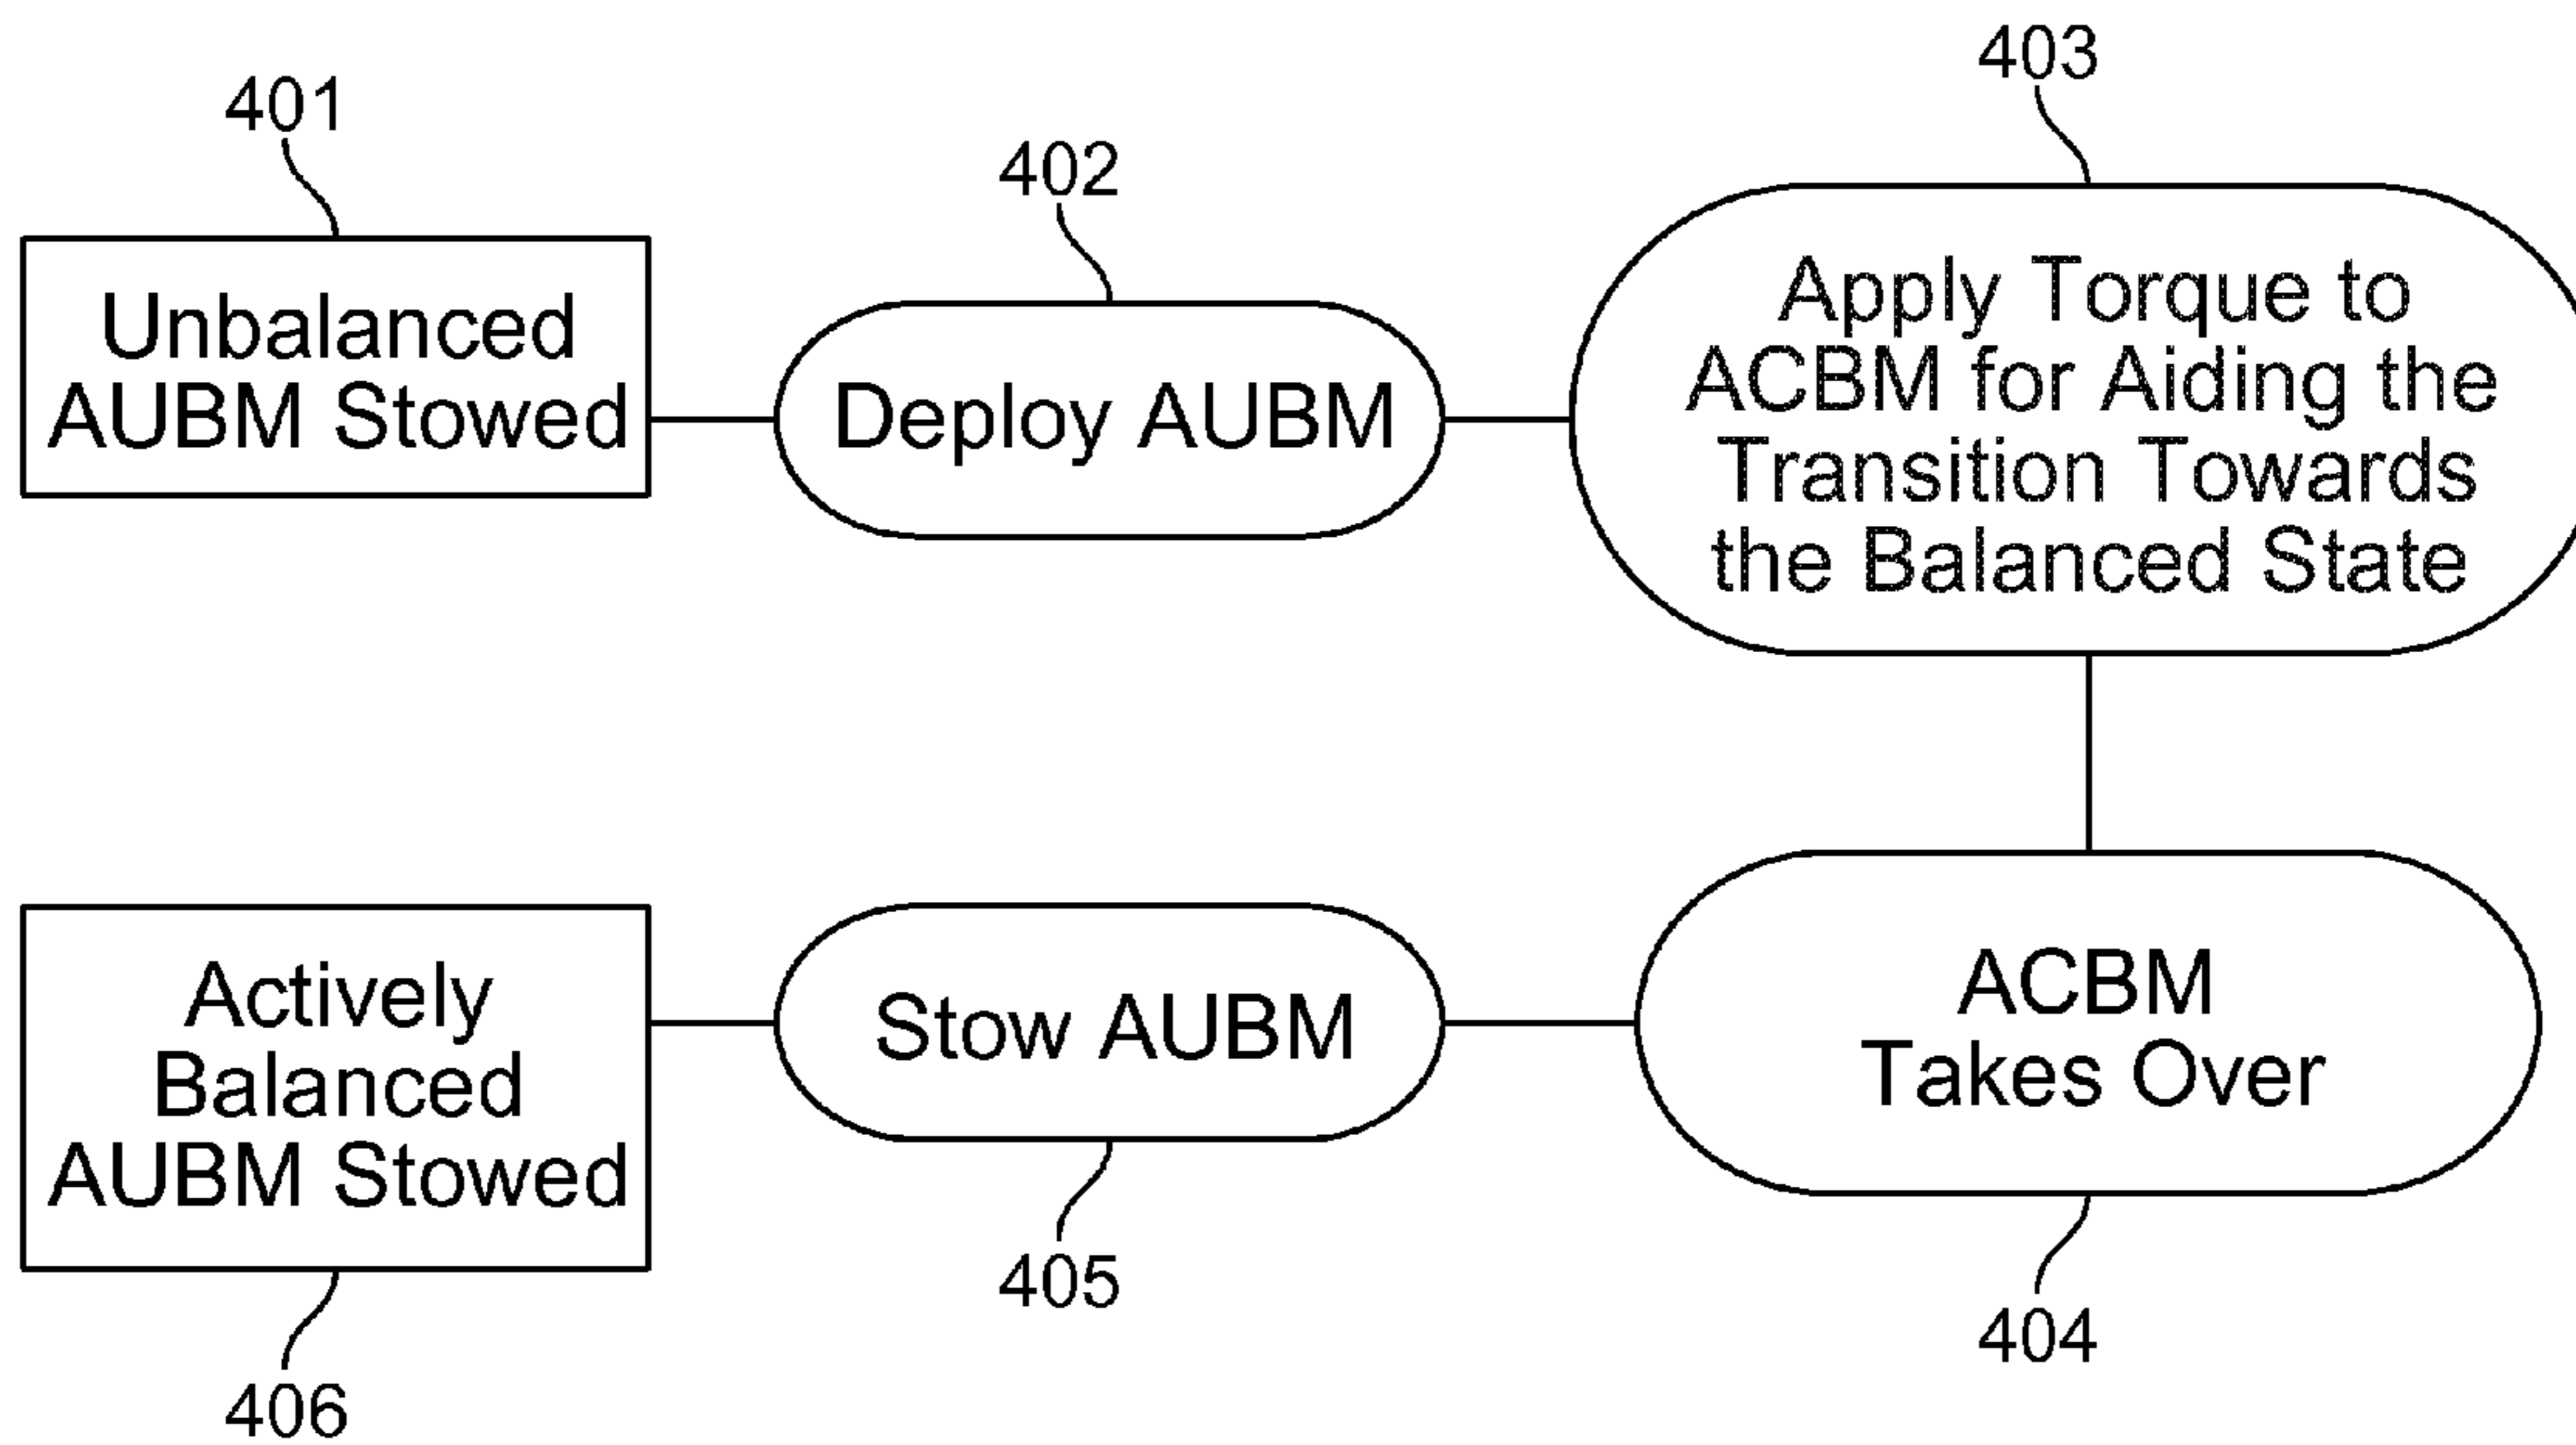 401
Unbalanced
AUBM Stowed
402
Deploy AUBM
403
Apply Torque to
ACBM for Aiding the
Transition Towards
the Balanced State
ACBM
Takes Over
404
Stow AUBM
405
Actively
Balanced
AUBM Stowed
406